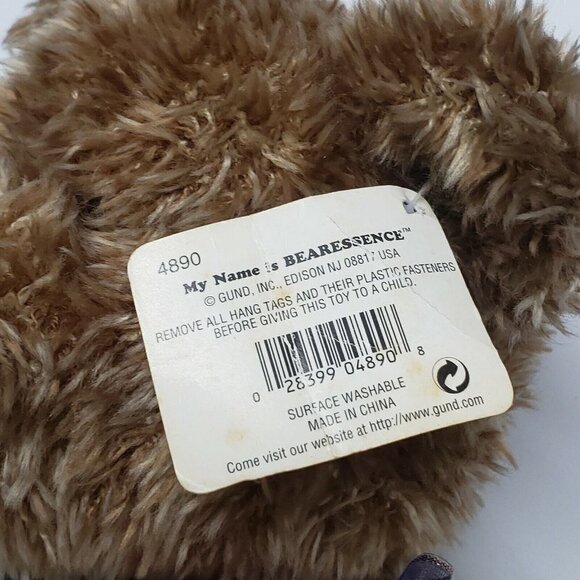 4890
My Name is BEARESSENCE™
© GUND, INC., EDISON NJ 08817 USA
REMOVE ALL HANG TAGS AND THEIR PLASTIC FASTENERS
BEFORE GIVING THIS TOY TO A CHILD.
0 28399 04890 8
SURFACE WASHABLE
MADE IN CHINA
Come visit our website at http://www.gund.com